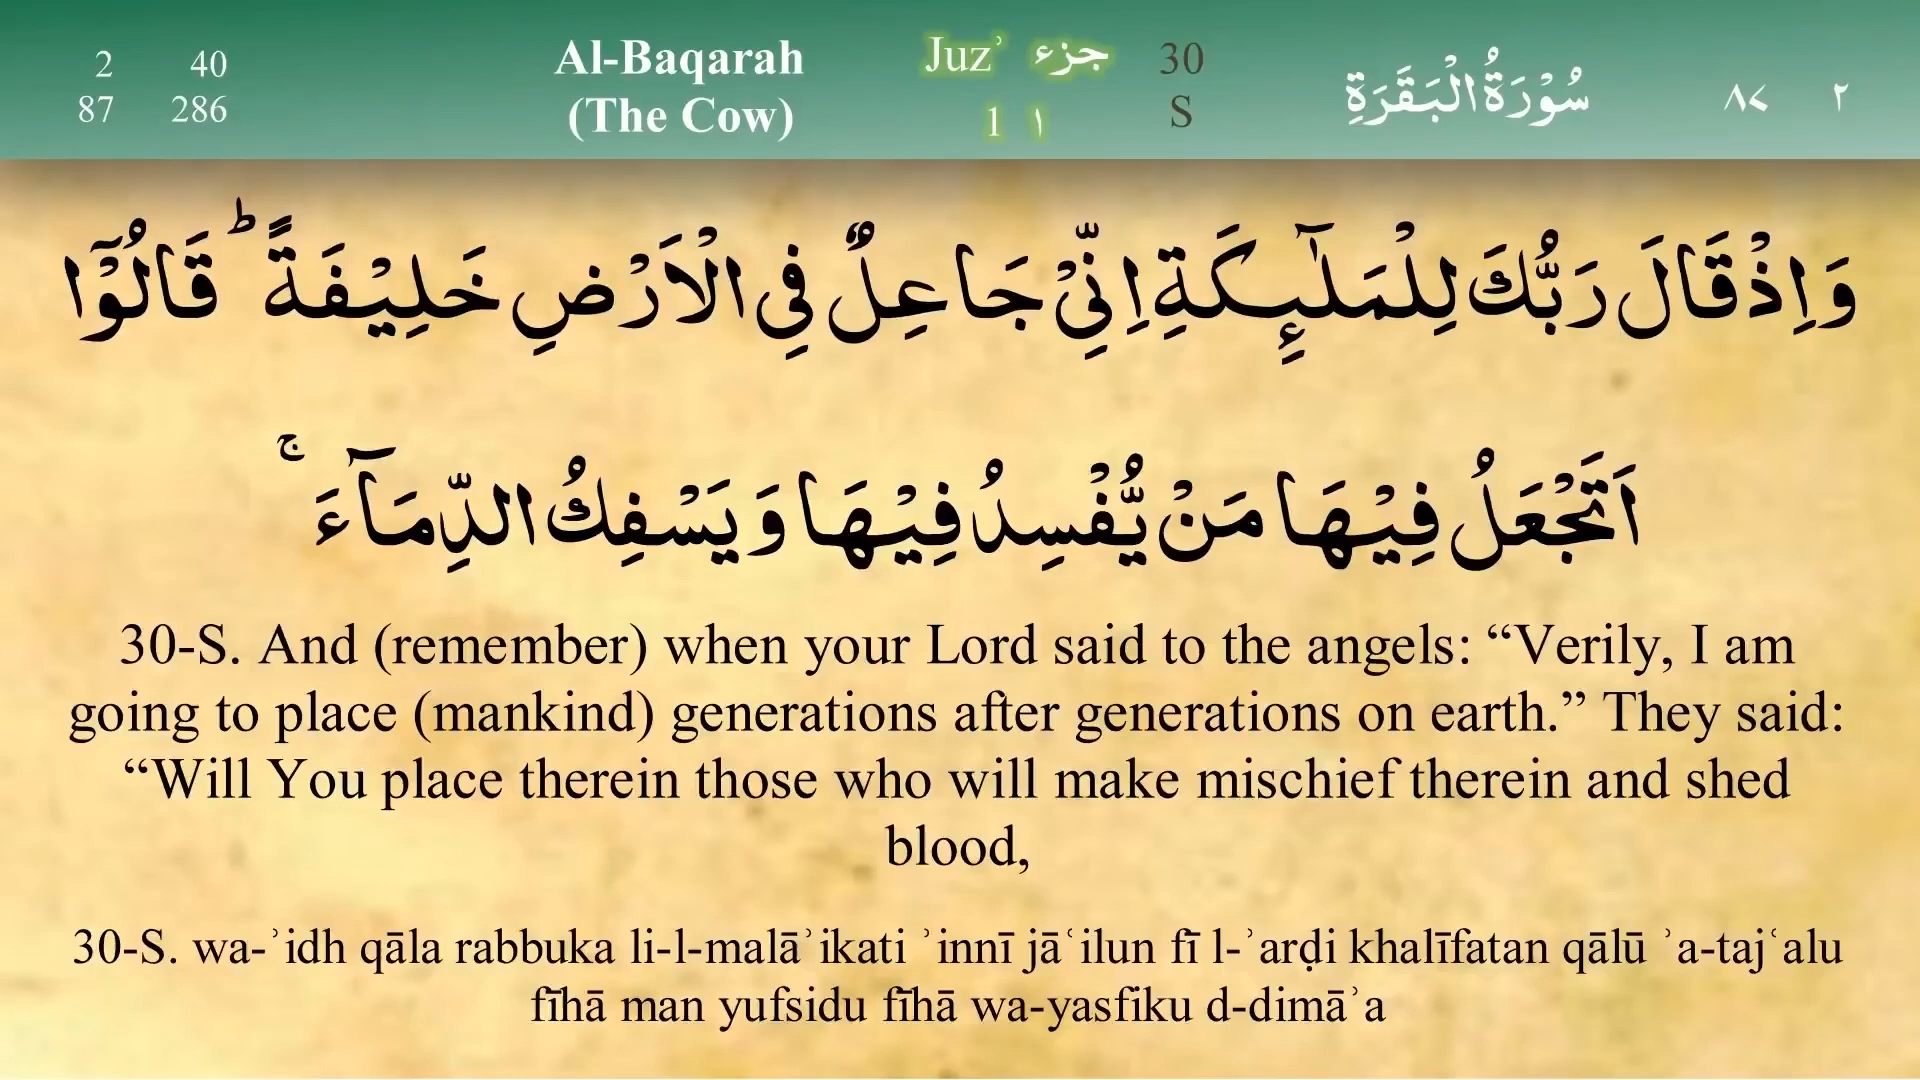 2 40 Al-Baqarah Juzʾ جزء 30 سُوْرَةُ الْبَقَرَةِ ٨٧ ٢
87 286 (The Cow) 1 ١ S
وَاِذْ قَالَ رَبُّكَ لِلْمَلٰٓىِٕكَةِ اِنِّیْ جَاعِلٌ فِی الْاَرْضِ خَلِیْفَةً ؕ قَالُوْۤا
اَتَجْعَلُ فِیْهَا مَنْ یُّفْسِدُ فِیْهَا وَیَسْفِكُ الدِّمَآءَ ۚ
30-S. And (remember) when your Lord said to the angels: “Verily, I am
going to place (mankind) generations after generations on earth.” They said:
“Will You place therein those who will make mischief therein and shed
blood,
30-S. wa-ʾidh qāla rabbuka li-l-malāʾikati ʾinnī jāʿilun fī l-ʾarḍi khalīfatan qālū ʾa-tajʿalu
fīhā man yufsidu fīhā wa-yasfiku d-dimāʾa